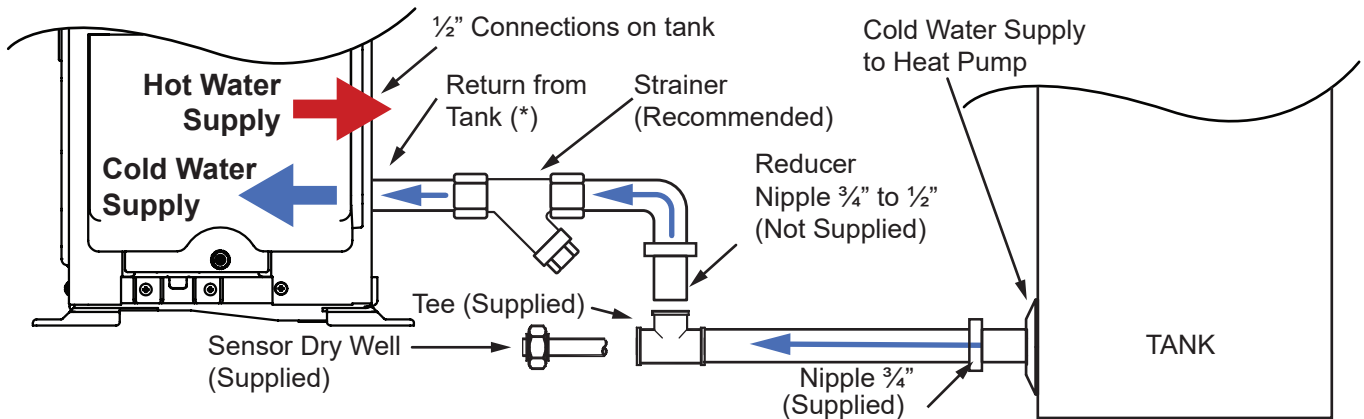 ½” Connections on tank
Hot Water
Supply
Cold Water
Supply
Return from
Tank (*)
Strainer
(Recommended)
Cold Water Supply
to Heat Pump
Reducer
Nipple ¾” to ½”
(Not Supplied)
Tee (Supplied)
Sensor Dry Well
(Supplied)
Nipple ¾”
(Supplied)
TANK